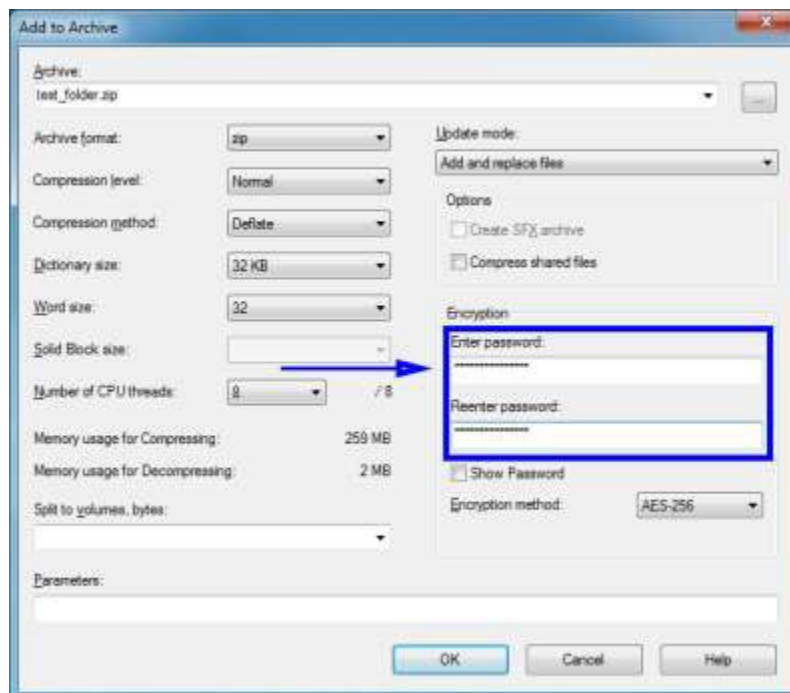 Add to Archive
Archive:
test_folder.zip
...
Archive format:
zip
Compression level:
Normal
Compression method:
Deflate
Dictionary size:
32 KB
Word size:
32
Solid Block size:
Number of CPU threads:
8
/ 8
Memory usage for Compressing:
259 MB
Memory usage for Decompressing:
2 MB
Split to volumes, bytes:
Update mode:
Add and replace files
Options
Create SFX archive
Compress shared files
Encryption
Enter password:
Reenter password:
Show Password
Encryption method:
AES-256
Parameters:
OK
Cancel
Help